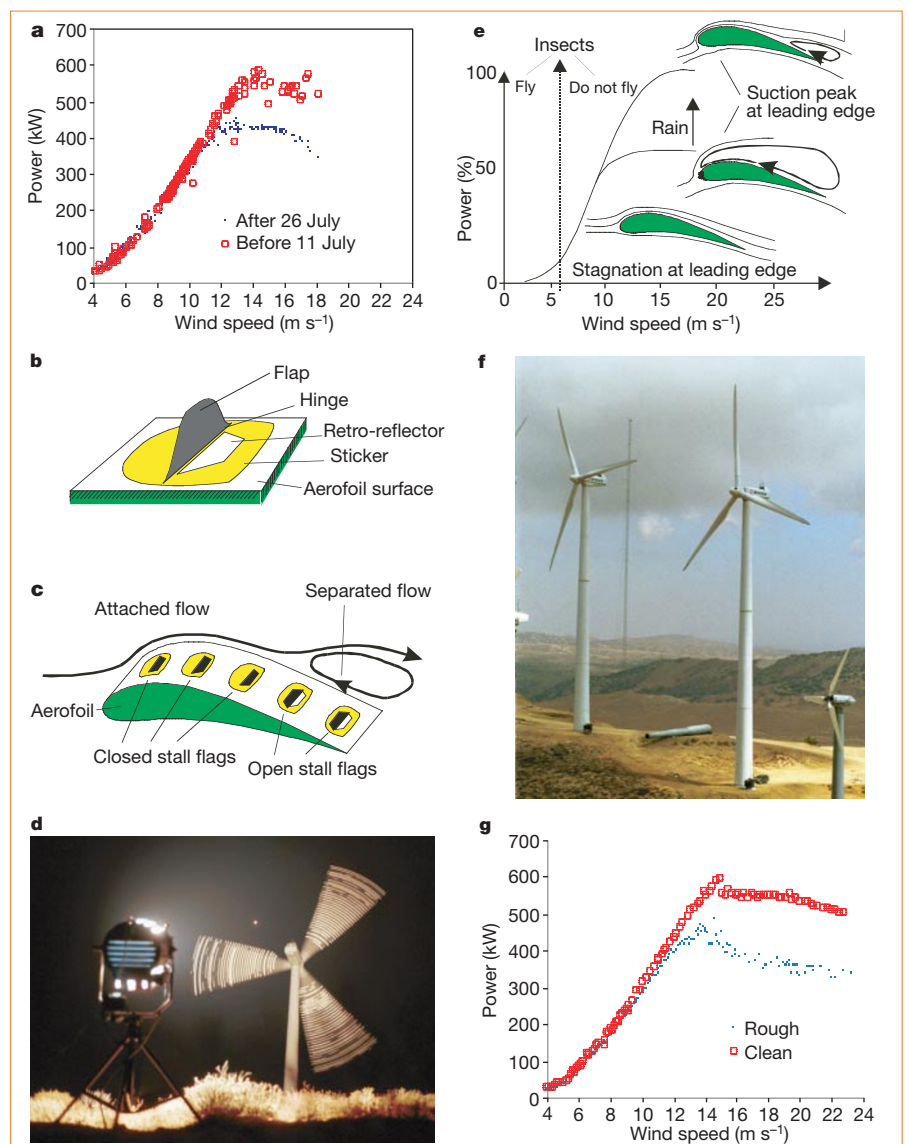 a
700
600
500
400
300
200
100
0
Power (kW)
After 26 July
Before 11 July
4 6 8 10 12 14 16 18 20 22 24
Wind speed (m s–1)
b
Flap
Hinge
Retro-reflector
Sticker
Aerofoil surface
c
Attached flow
Separated flow
Aerofoil
Closed stall flags
Open stall flags
d
e
Insects
Fly
Do not fly
100
50
0
Power (%)
Rain
Suction peak
at leading edge
Stagnation at leading edge
0 5 10 15 20 25
Wind speed (m s–1)
f
g
700
600
500
400
300
200
100
0
Power (kW)
Rough
Clean
4 6 8 10 12 14 16 18 20 22 24
Wind speed (m s–1)